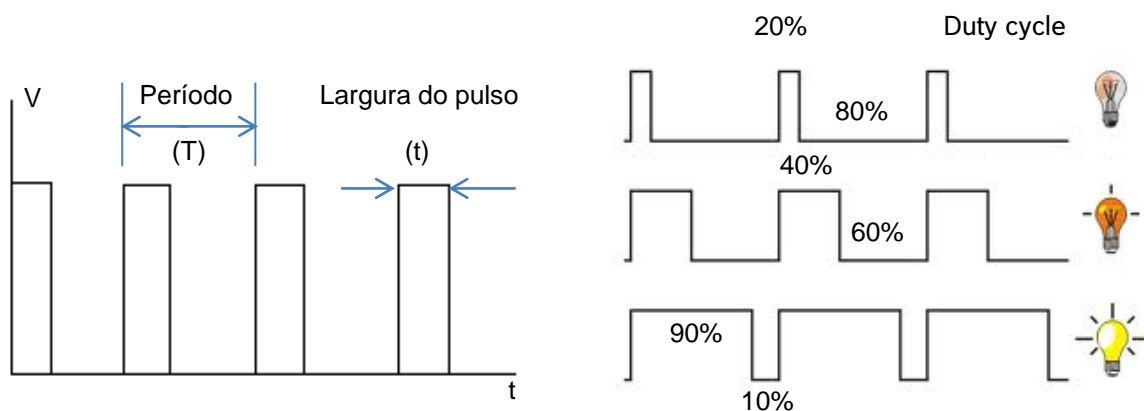 V
Período
(T)
Largura do pulso
(t)
t
20%
Duty cycle
80%
40%
60%
90%
10%